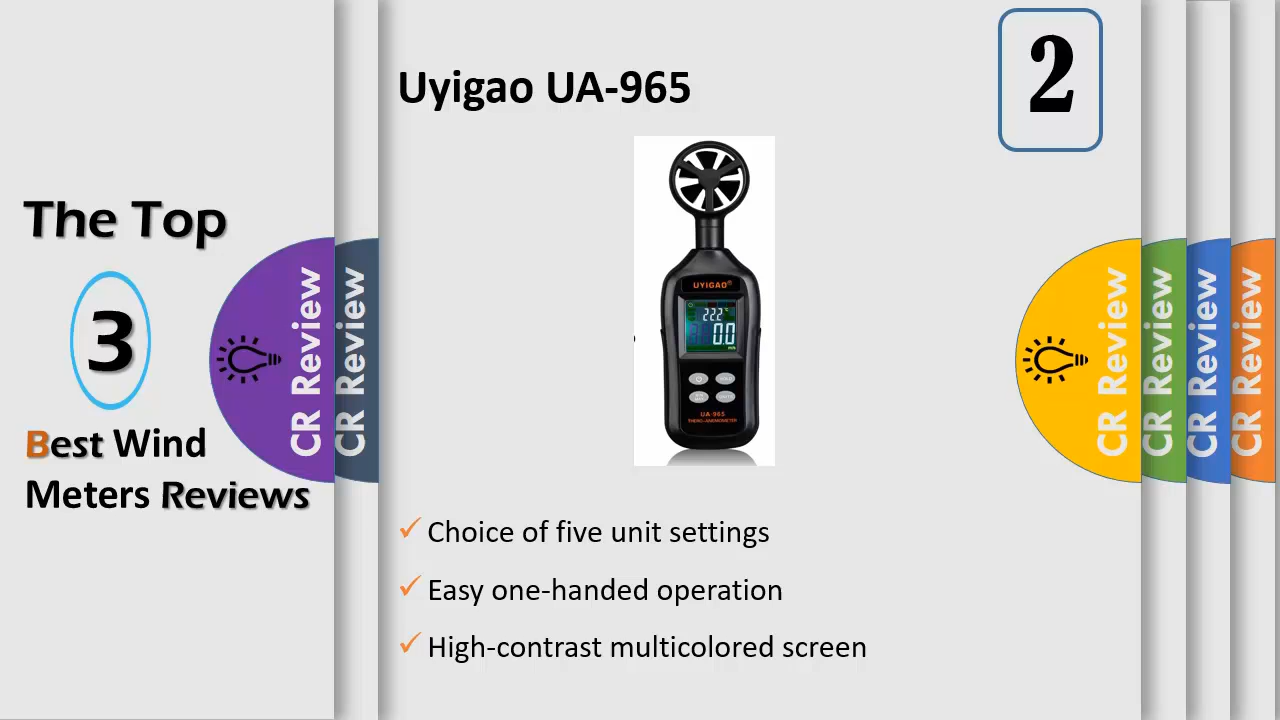 The Top
3
Best Wind
Meters Reviews
CR Review
CR Review
Uyigao UA-965
2
UYIGAO®
22.2
0.0
UA-965
THERMO-ANEMOMETER
Choice of five unit settings
Easy one-handed operation
High-contrast multicolored screen
CR Review
CR Review
CR Review
CR Review